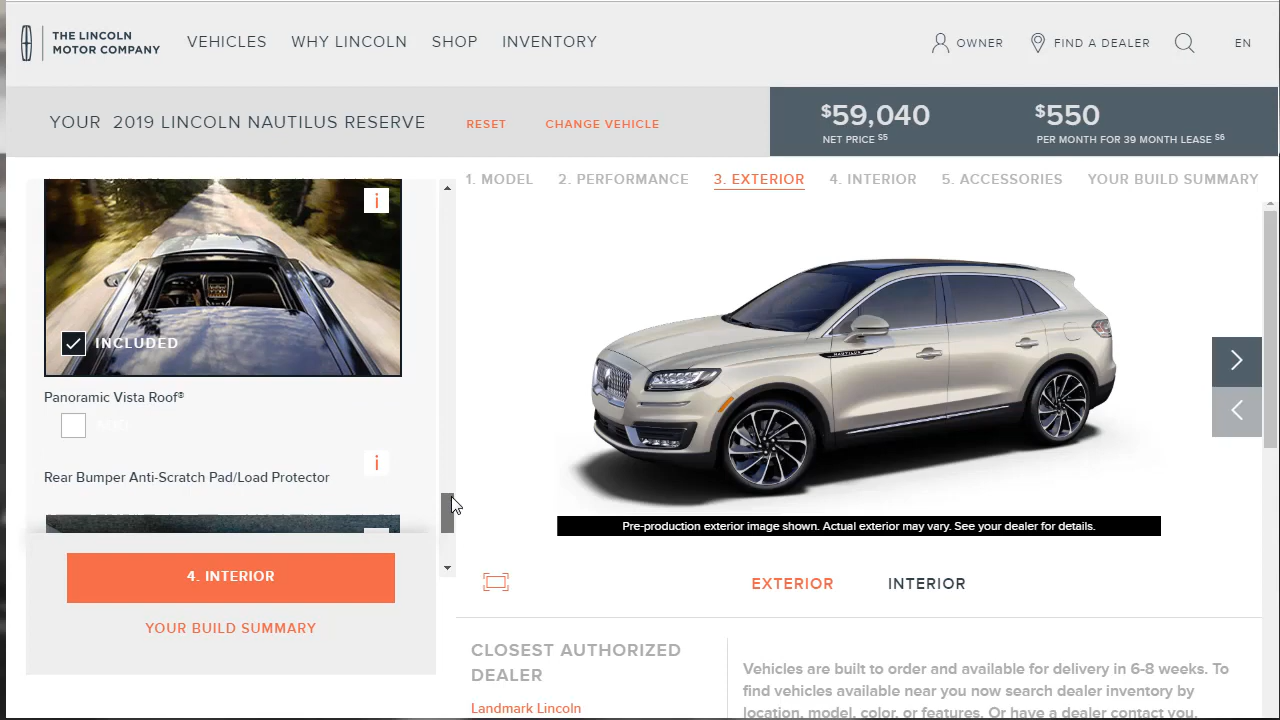 THE LINCOLN
MOTOR COMPANY
VEHICLES WHY LINCOLN SHOP INVENTORY
OWNER FIND A DEALER EN
YOUR 2019 LINCOLN NAUTILUS RESERVE RESET CHANGE VEHICLE
$59,040
NET PRICE S5
$550
PER MONTH FOR 39 MONTH LEASE S6
1. MODEL 2. PERFORMANCE 3. EXTERIOR 4. INTERIOR 5. ACCESSORIES YOUR BUILD SUMMARY
i
INCLUDED
Panoramic Vista Roof®
i
Rear Bumper Anti-Scratch Pad/Load Protector
4. INTERIOR
YOUR BUILD SUMMARY
NAUTILUS
Pre-production exterior image shown. Actual exterior may vary. See your dealer for details.
EXTERIOR INTERIOR
CLOSEST AUTHORIZED
DEALER
Landmark Lincoln
Vehicles are built to order and available for delivery in 6-8 weeks. To
find vehicles available near you now search dealer inventory by
location, model, color, or features. Or have a dealer contact you.